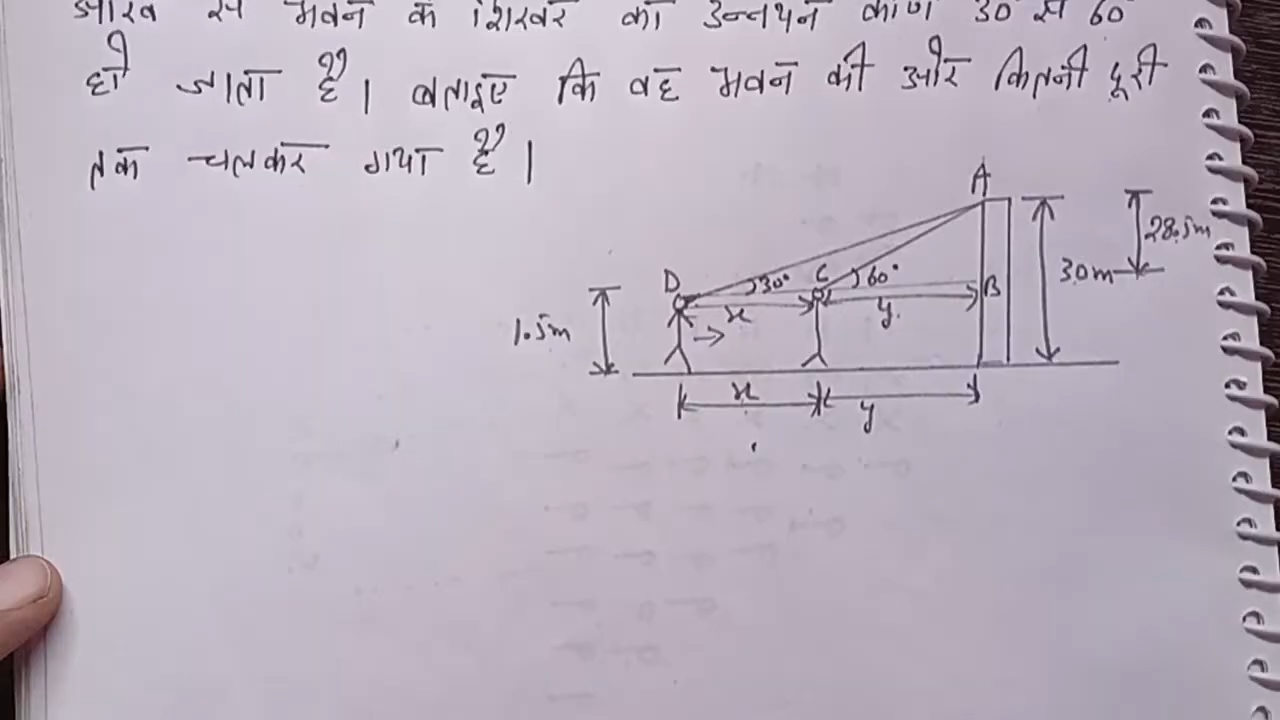 आँख से भवन के शिखर का उन्नयन कोण 30° से 60°
हो जाता है। बताइए कि वह भवन की ओर कितनी दूरी
तक चलकर गया है।
A
28.5m
D
30°
C
60°
B
30m
1.5m
x
y
x
y